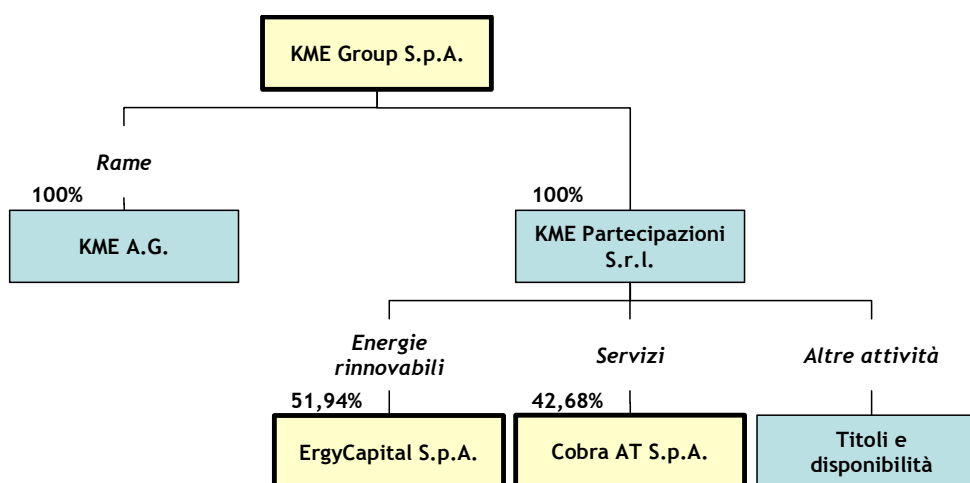 KME Group S.p.A.
Rame
100%
KME A.G.
100%
KME Partecipazioni
S.r.l.
Energie
rinnovabili
51,94%
ErgyCapital S.p.A.
Servizi
42,68%
Cobra AT S.p.A.
Altre attività
Titoli e
disponibilità